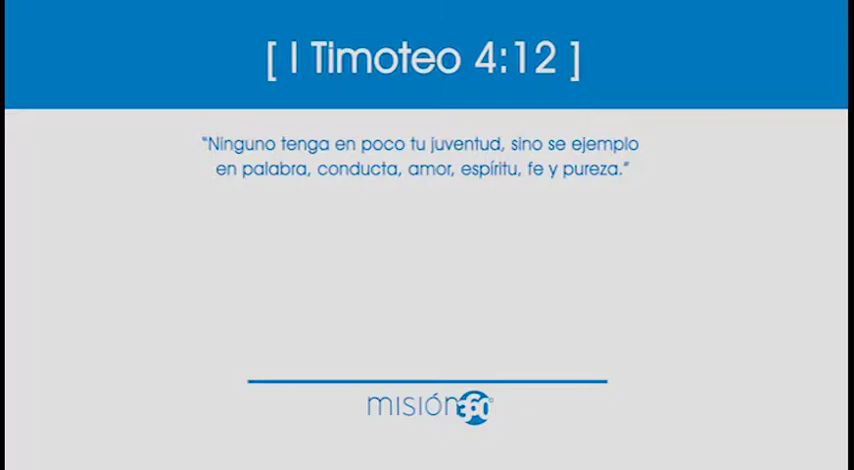 [ I Timoteo 4:12 ]
“Ninguno tenga en poco tu juventud, sino se ejemplo
en palabra, conducta, amor, espíritu, fe y pureza.”
misión360°